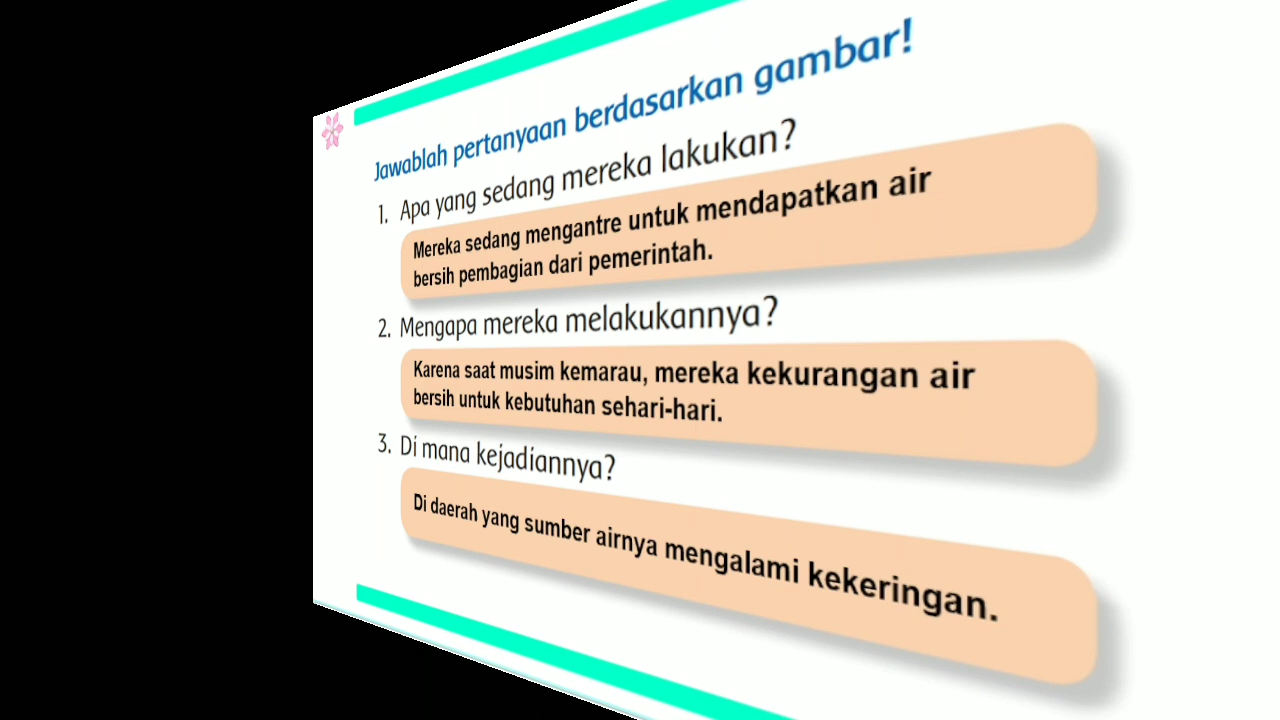 Jawablah pertanyaan berdasarkan gambar!
1. Apa yang sedang mereka lakukan?
Mereka sedang mengantre untuk mendapatkan air
bersih pembagian dari pemerintah.
2. Mengapa mereka melakukannya?
Karena saat musim kemarau, mereka kekurangan air
bersih untuk kebutuhan sehari-hari.
3. Di mana kejadiannya?
Di daerah yang sumber airnya mengalami kekeringan.